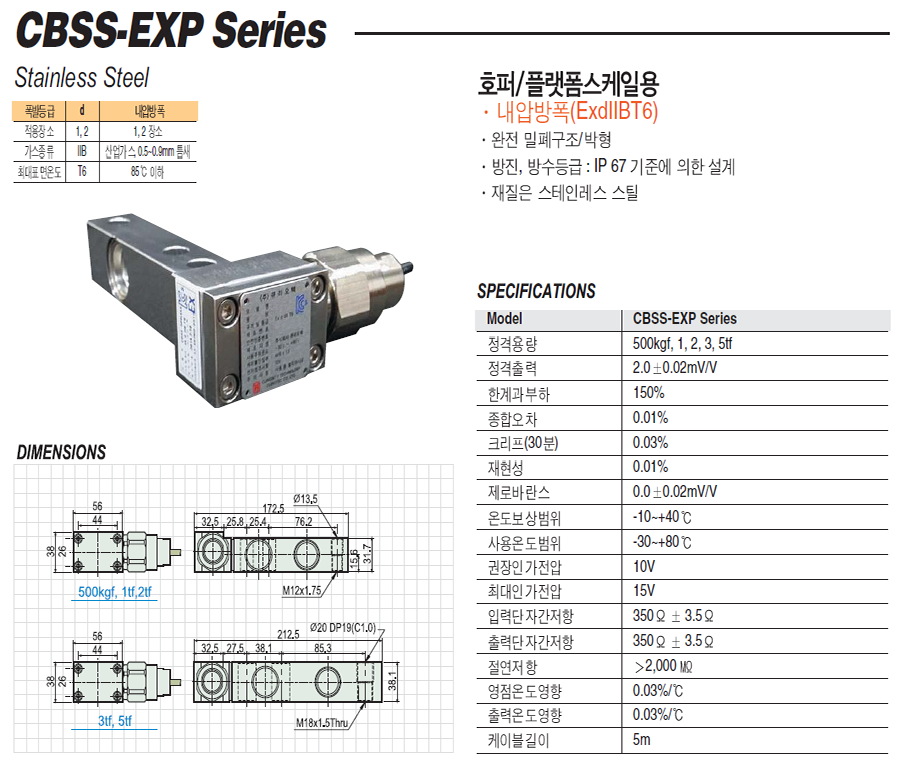 CBSS-EXP Series
Stainless Steel
폭발등급 d 내압방폭
적용장소 1, 2 1, 2 장소
가스종류 IIB 산업가스, 0.5~0.9mm 틈새
최대표면온도 T6 85℃ 이하
호퍼/플랫폼스케일용
· 내압방폭(ExdIIBT6)
· 완전 밀폐구조/박형
· 방진, 방수등급 : IP 67 기준에 의한 설계
· 재질은 스테인레스 스틸
SPECIFICATIONS
Model CBSS-EXP Series
정격용량 500kgf, 1, 2, 3, 5tf
정격출력 2.0±0.02mV/V
한계과부하 150%
종합오차 0.01%
크리프(30분) 0.03%
재현성 0.01%
제로바란스 0.0±0.02mV/V
온도보상범위 -10~+40℃
사용온도범위 -30~+80℃
권장인가전압 10V
최대인가전압 15V
입력단자간저항 350Ω ± 3.5Ω
출력단자간저항 350Ω ± 3.5Ω
절연저항 >2,000 ㏁
영점온도영향 0.03%/℃
출력온도영향 0.03%/℃
케이블길이 5m
DIMENSIONS
56
44
38
26
500kgf, 1tf,2tf
Ø13,5
172,5
32,5 25,8 25,4 76,2
15,6
31,7
M12x1.75
56
44
38
26
3tf, 5tf
Ø20 DP19(C1.0)
212,5
32,5 27,5 38,1 85,3
38,1
M18x1.5Thru